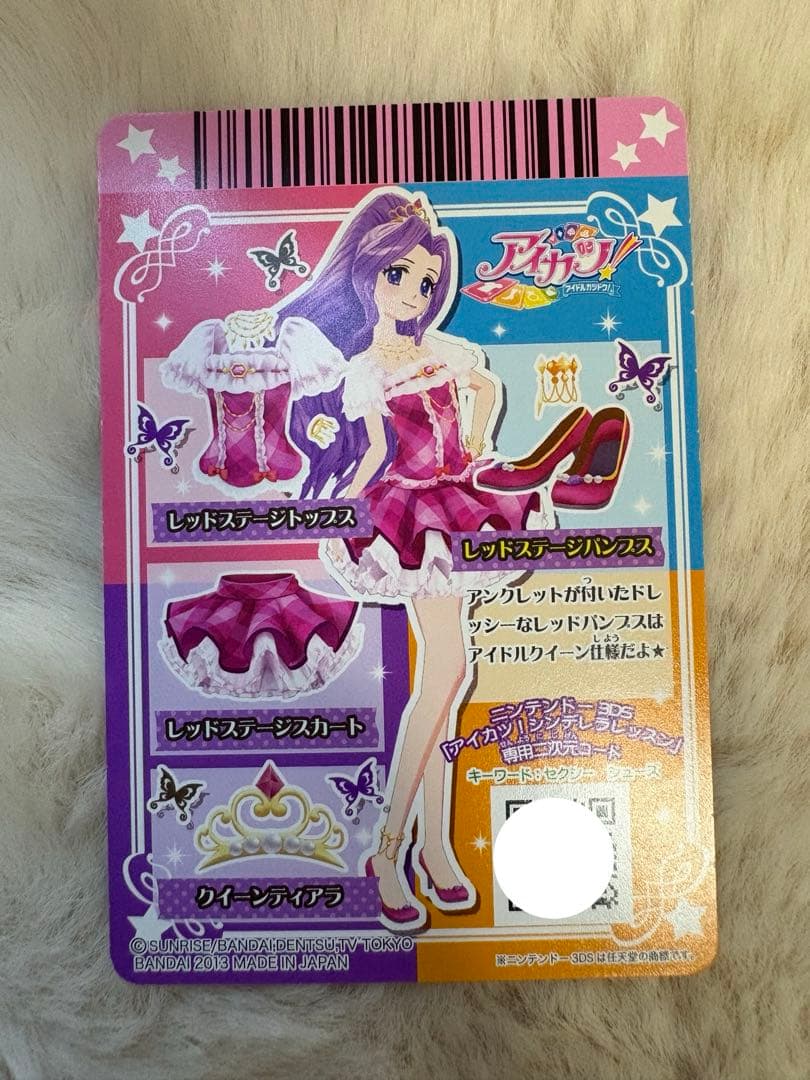 アイカツ!
アイドルカツドウ!
レッドステージトップス
レッドステージパンプス
アンクレットが付いたドレ
ッシーなレッドパンプスは
アイドルクイーン仕様だよ★
レッドステージスカート
ニンテンドー3DS
「アイカツ!シンデレラレッスン」
専用二次元コード
キーワード:セクシー シューズ
クイーンティアラ
© SUNRISE/BANDAI,DENTSU,TV TOKYO
BANDAI 2013 MADE IN JAPAN
※ニンテンドー3DSは任天堂の商標です。